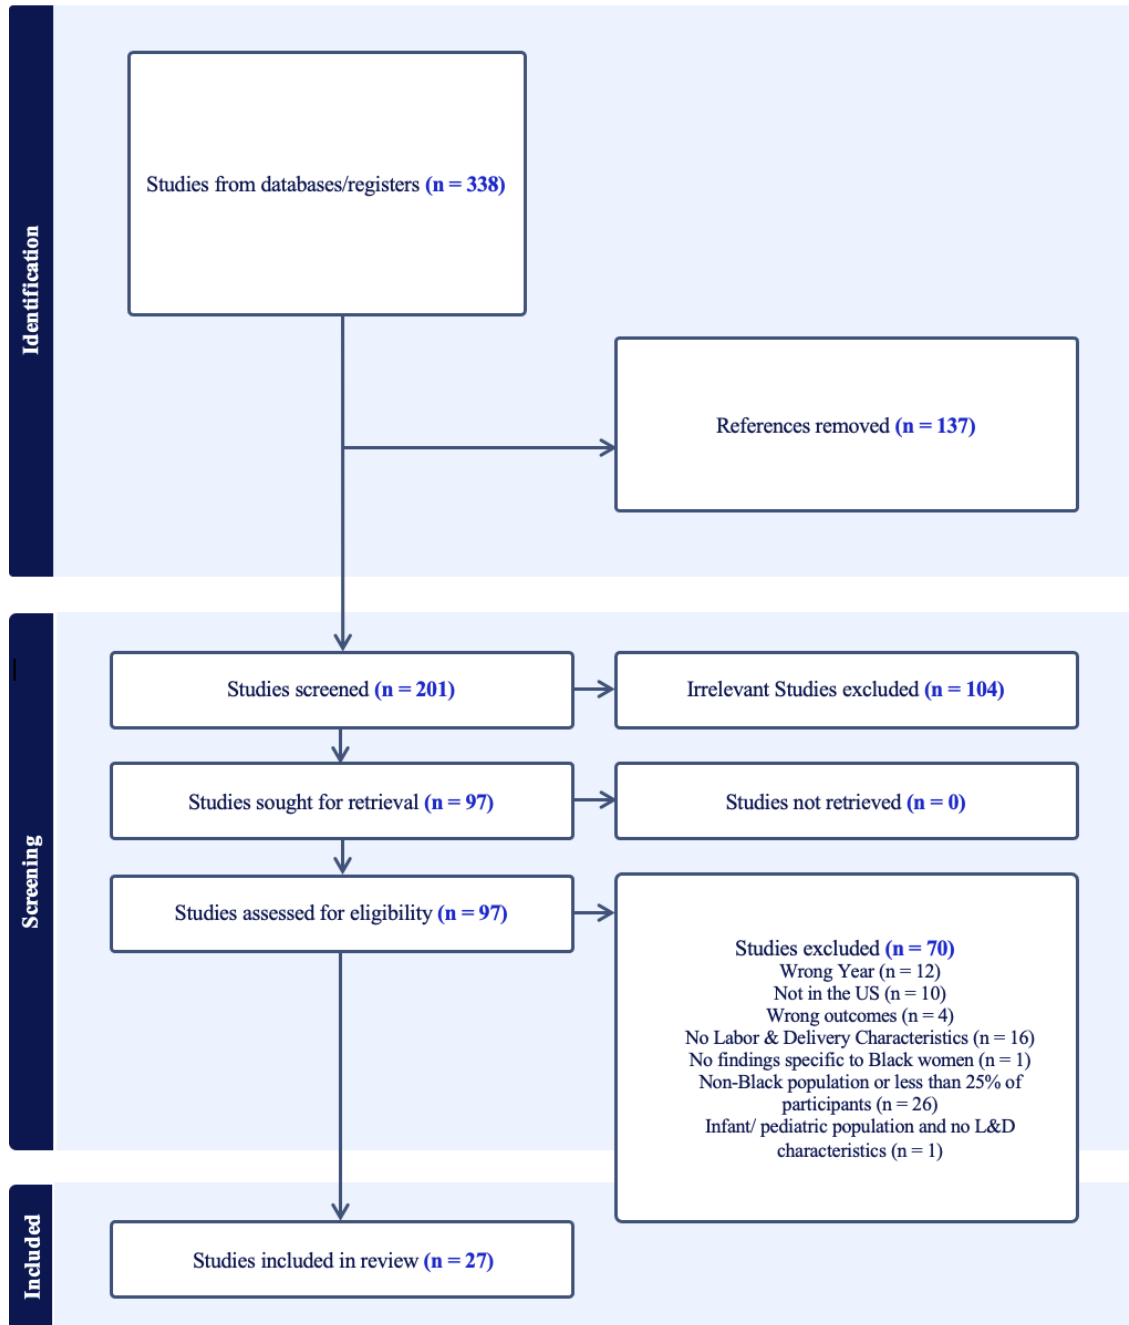 Identification
Studies from databases/registers (n = 338)
References removed (n = 137)
Screening
Studies screened (n = 201)
Irrelevant Studies excluded (n = 104)
Studies sought for retrieval (n = 97)
Studies not retrieved (n = 0)
Studies assessed for eligibility (n = 97)
Studies excluded (n = 70)
Wrong Year (n = 12)
Not in the US (n = 10)
Wrong outcomes (n = 4)
No Labor & Delivery Characteristics (n = 16)
No findings specific to Black women (n = 1)
Non-Black population or less than 25% of
participants (n = 26)
Infant/ pediatric population and no L&D
characteristics (n = 1)
Included
Studies included in review (n = 27)